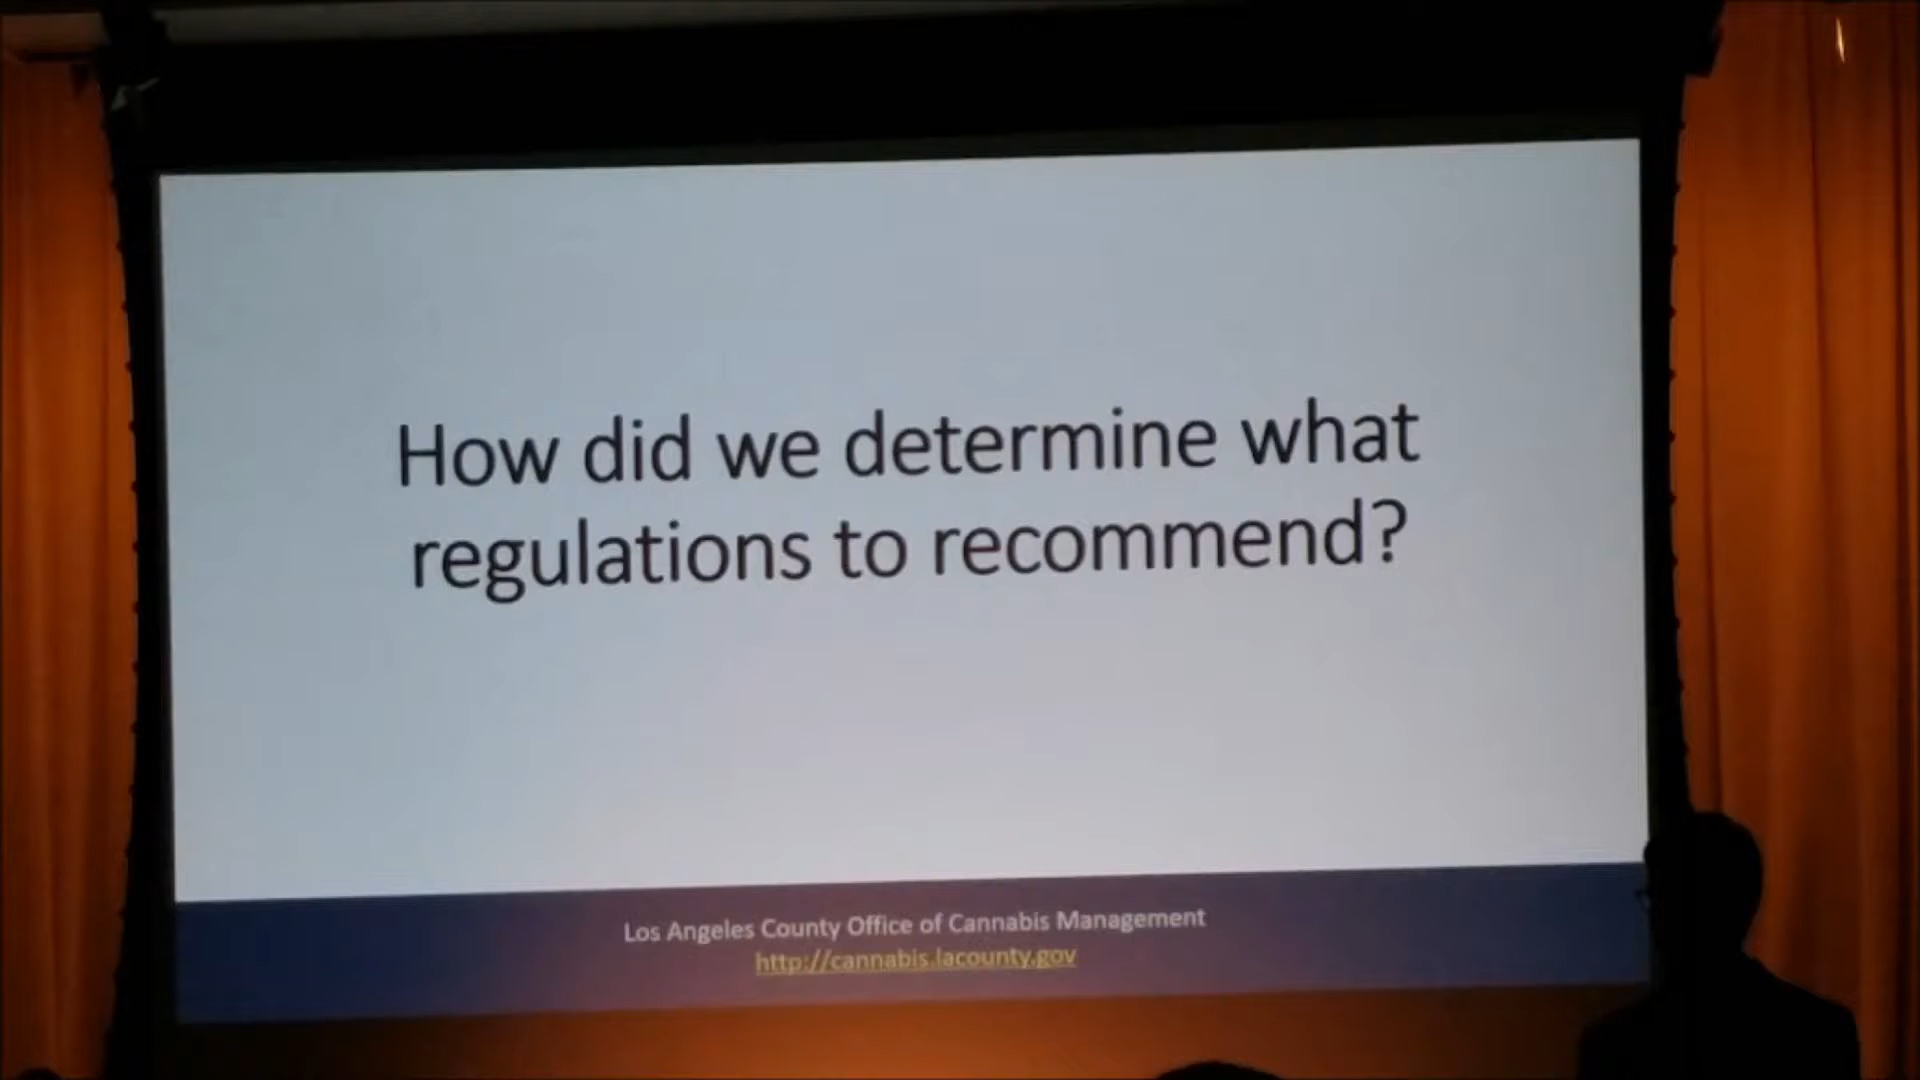 How did we determine what
regulations to recommend?
Los Angeles County Office of Cannabis Management
http://cannabis.lacounty.gov